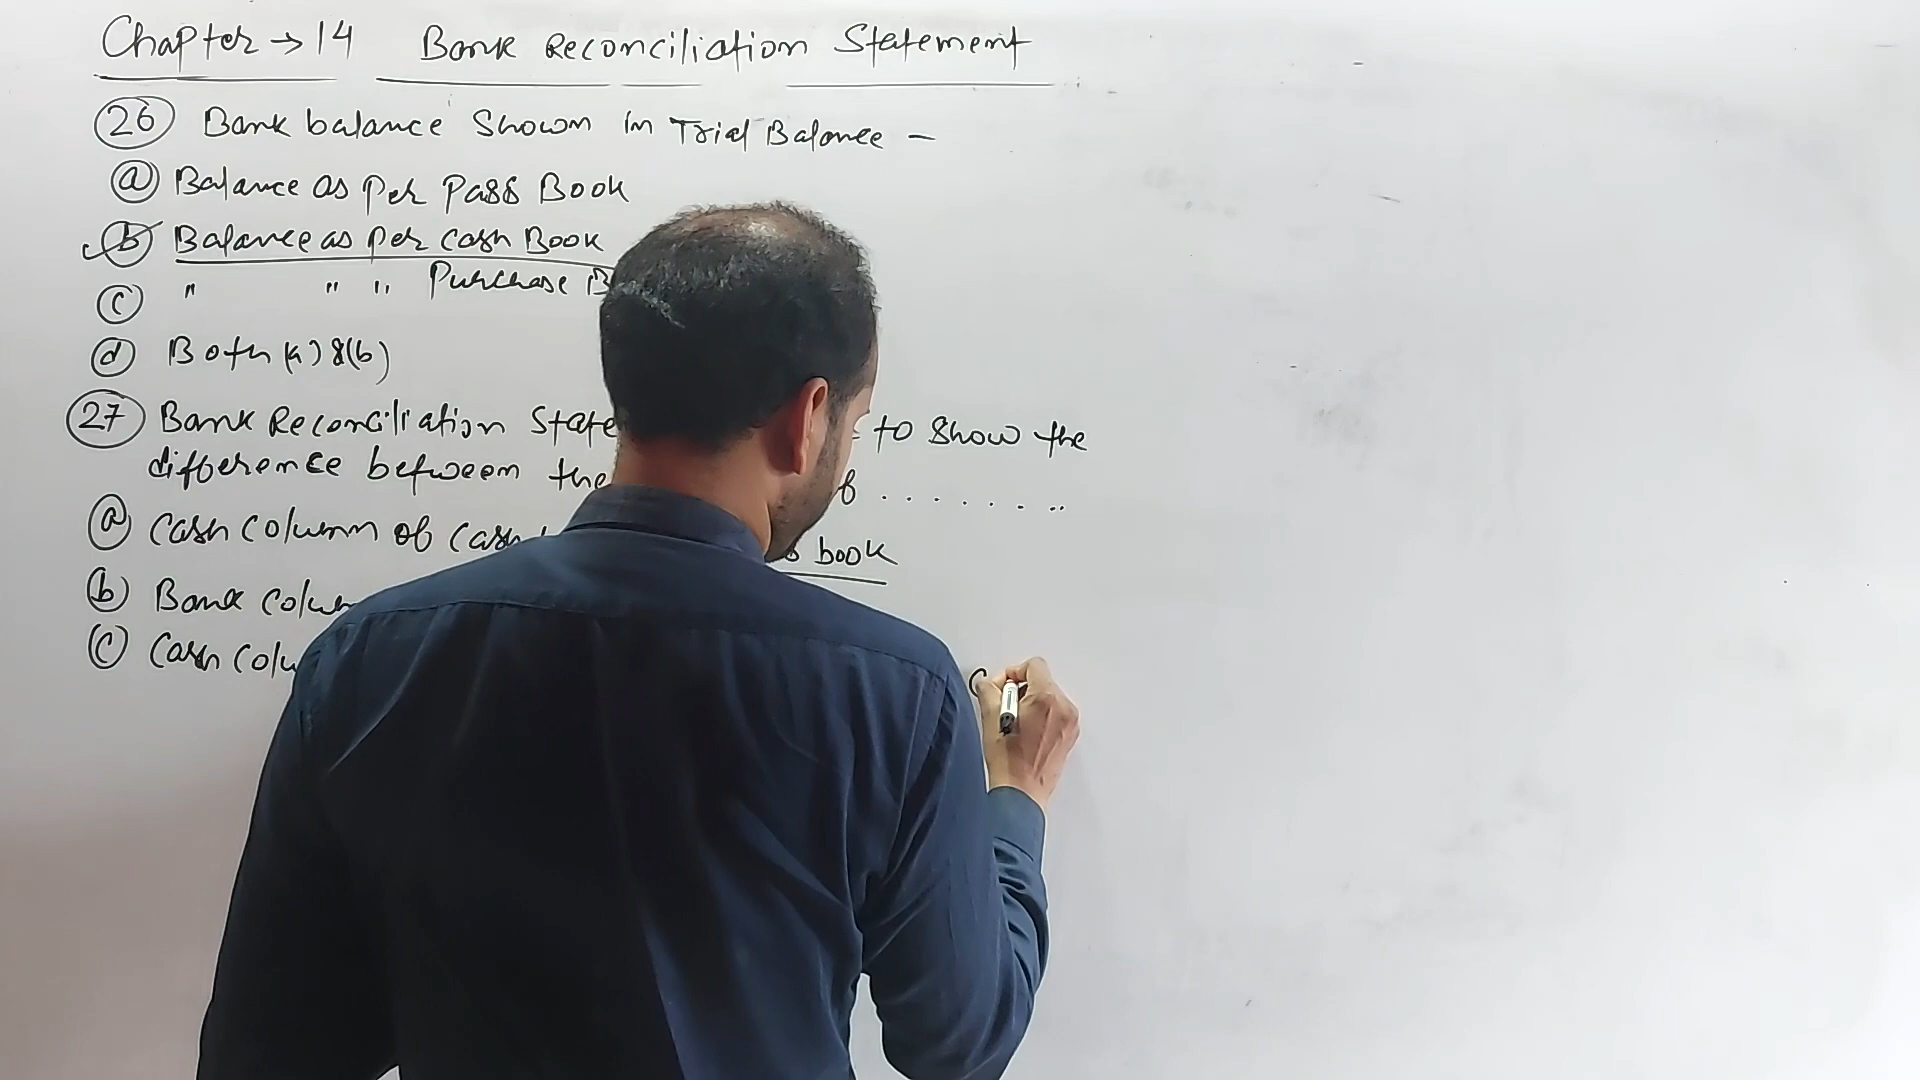 Chapter → 14 Bank Reconciliation Statement
26 Bank balance Shown in Trial Balance -
a Balance as Per Pass Book
b Balance as per Cash Book
c " " " Purchase B
d Both (a) & (b)
27 Bank Reconciliation State to Show the
difference between the of ........
a Cash Column of Cash book
b Bank Colum
c Cash Colu